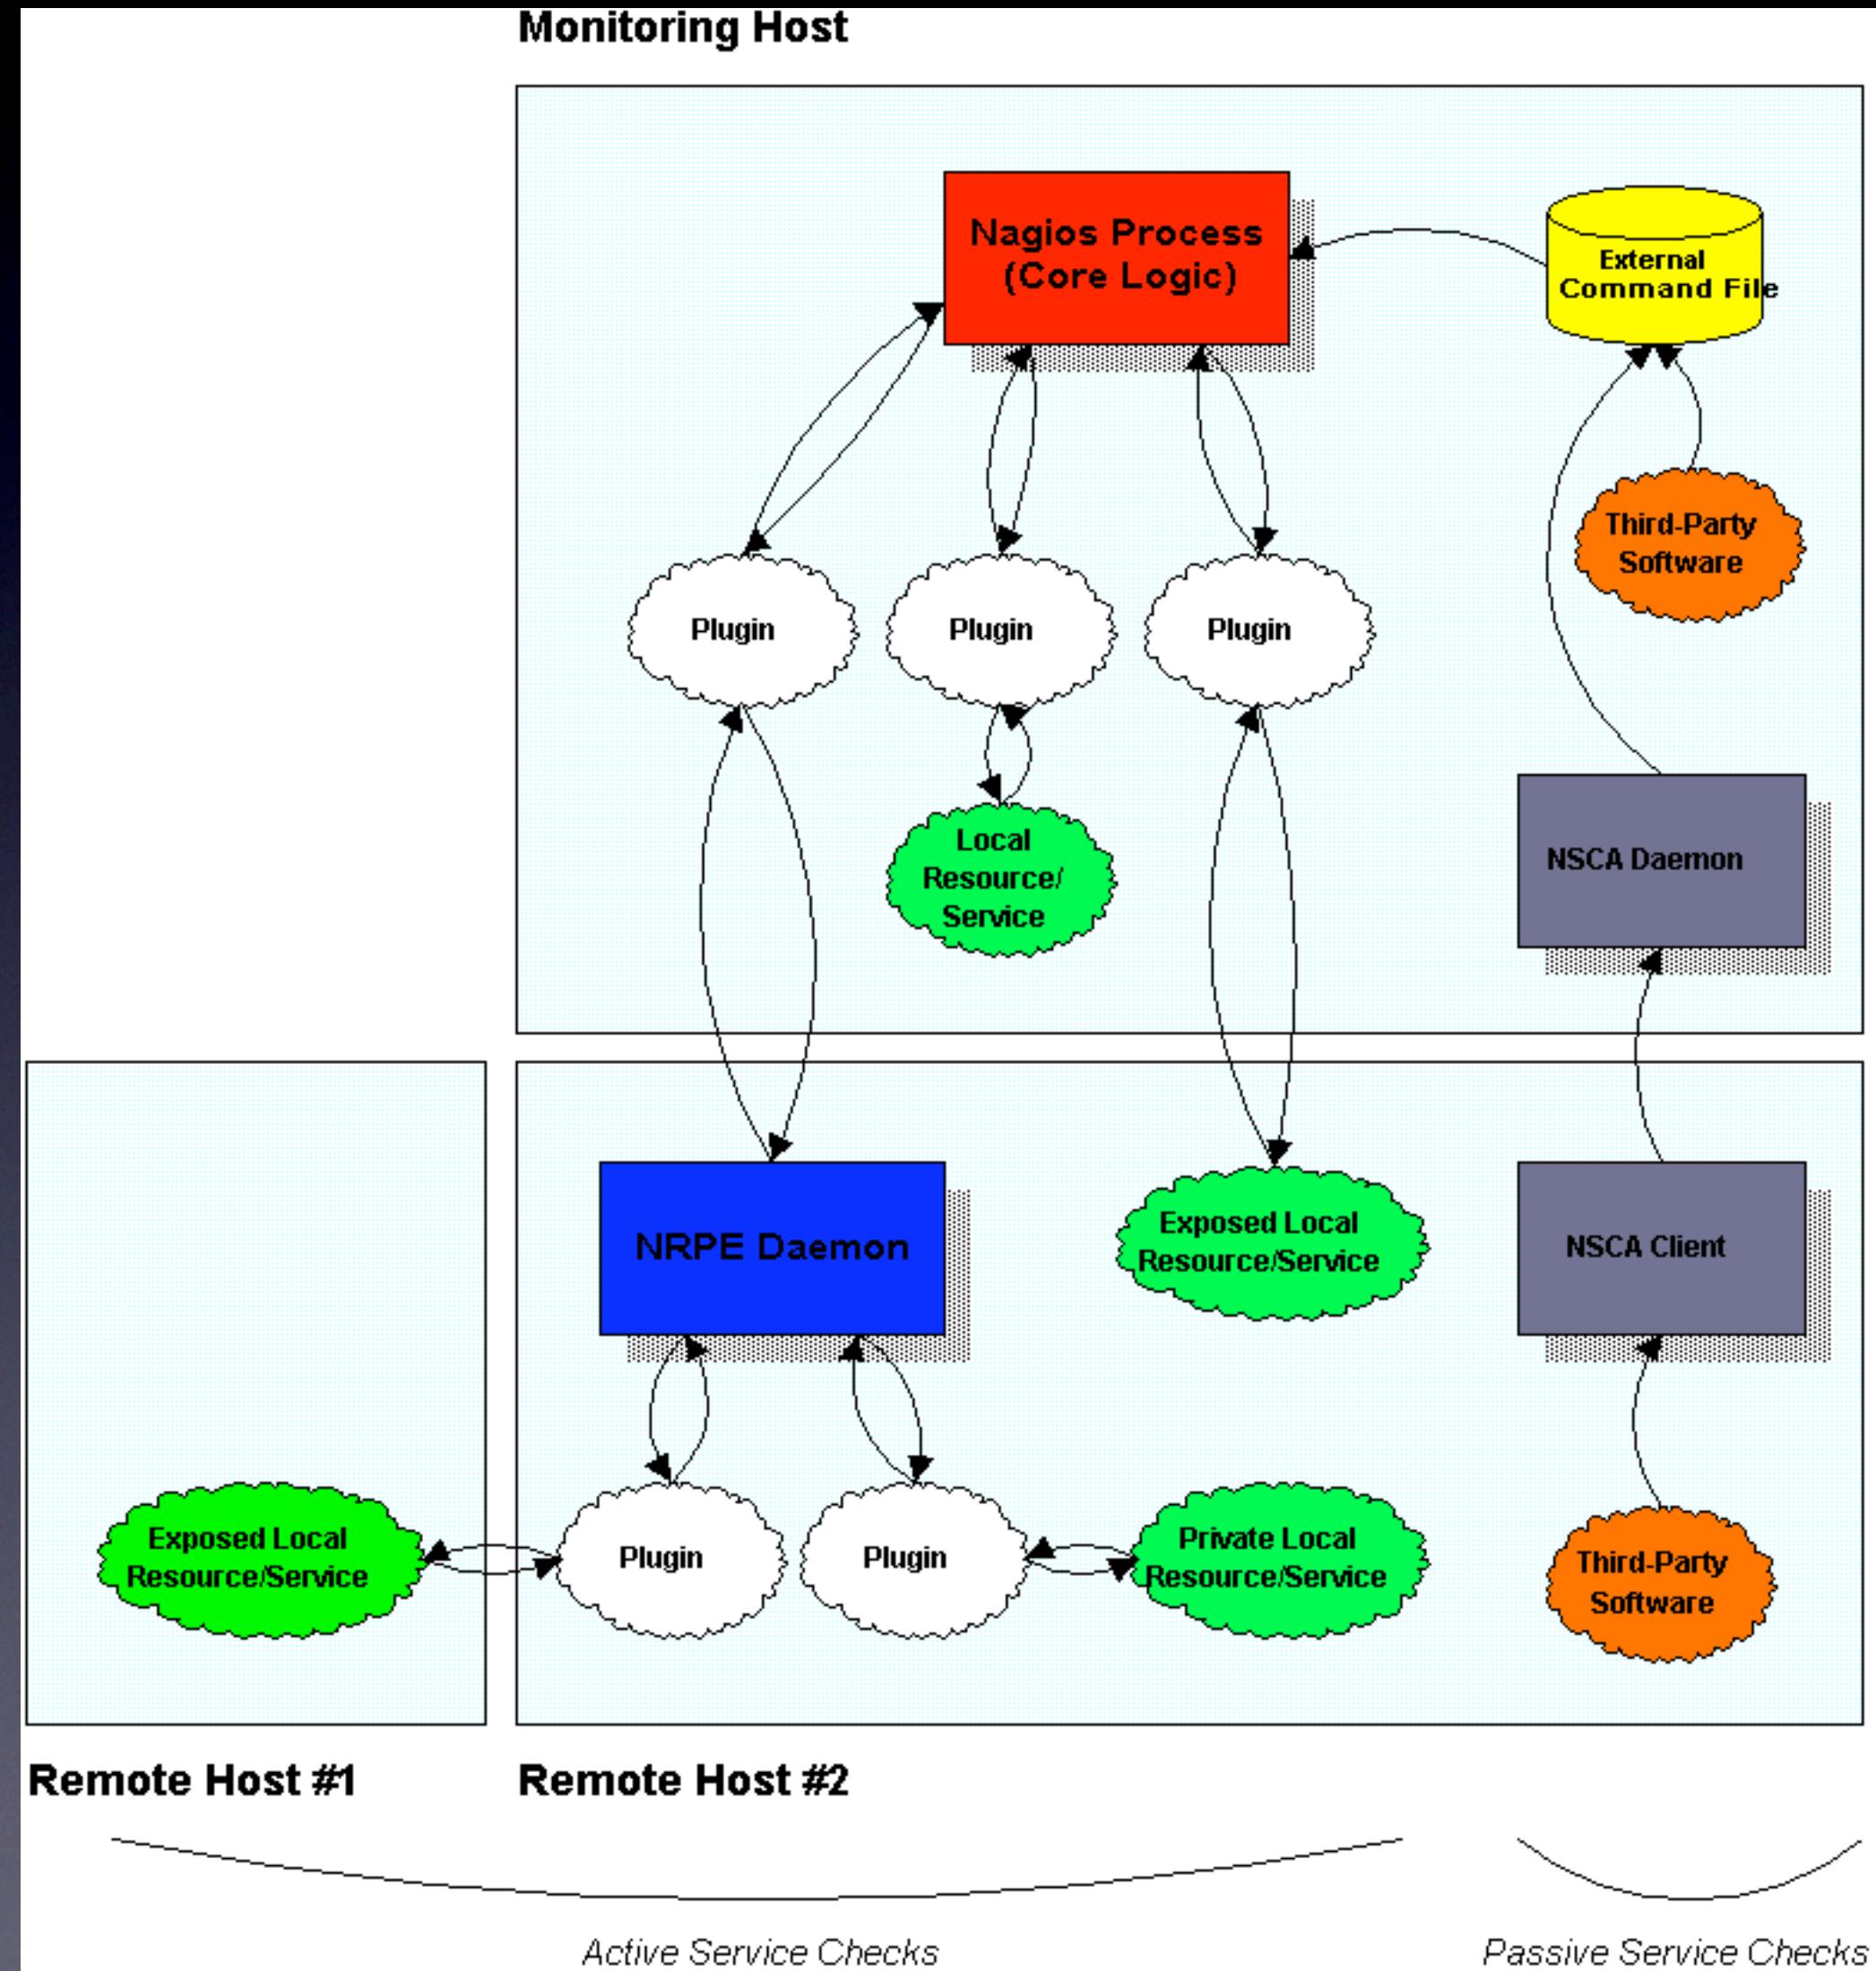 Monitoring Host
Nagios Process
(Core Logic)
External
Command File
Third-Party
Software
Plugin
Plugin
Plugin
Local
Resource/
Service
NSCA Daemon
NRPE Daemon
Exposed Local
Resource/Service
NSCA Client
Exposed Local
Resource/Service
Plugin
Plugin
Private Local
Resource/Service
Third-Party
Software
Remote Host #1
Remote Host #2
Active Service Checks
Passive Service Checks